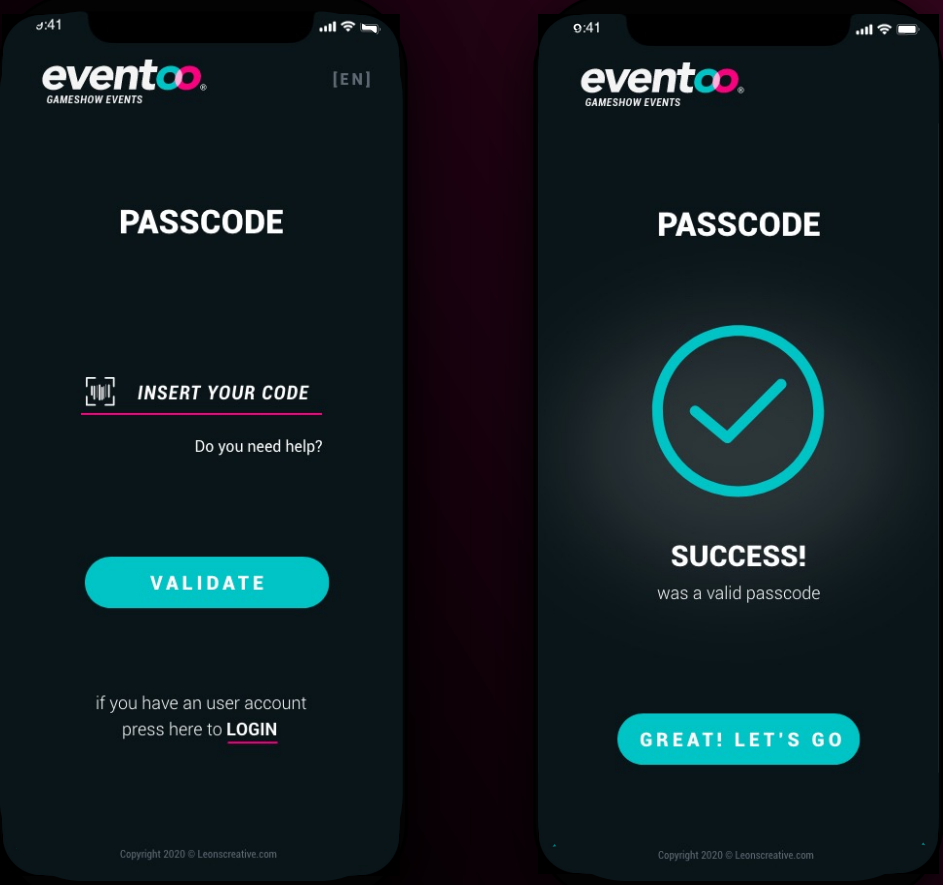 9:41
eventoo®
GAMESHOW EVENTS
[EN]
PASSCODE
INSERT YOUR CODE
Do you need help?
VALIDATE
if you have an user account
press here to LOGIN
Copyright 2020 © Leonscreative.com
9:41
eventoo®
GAMESHOW EVENTS
PASSCODE
SUCCESS!
was a valid passcode
GREAT! LET'S GO
Copyright 2020 © Leonscreative.com